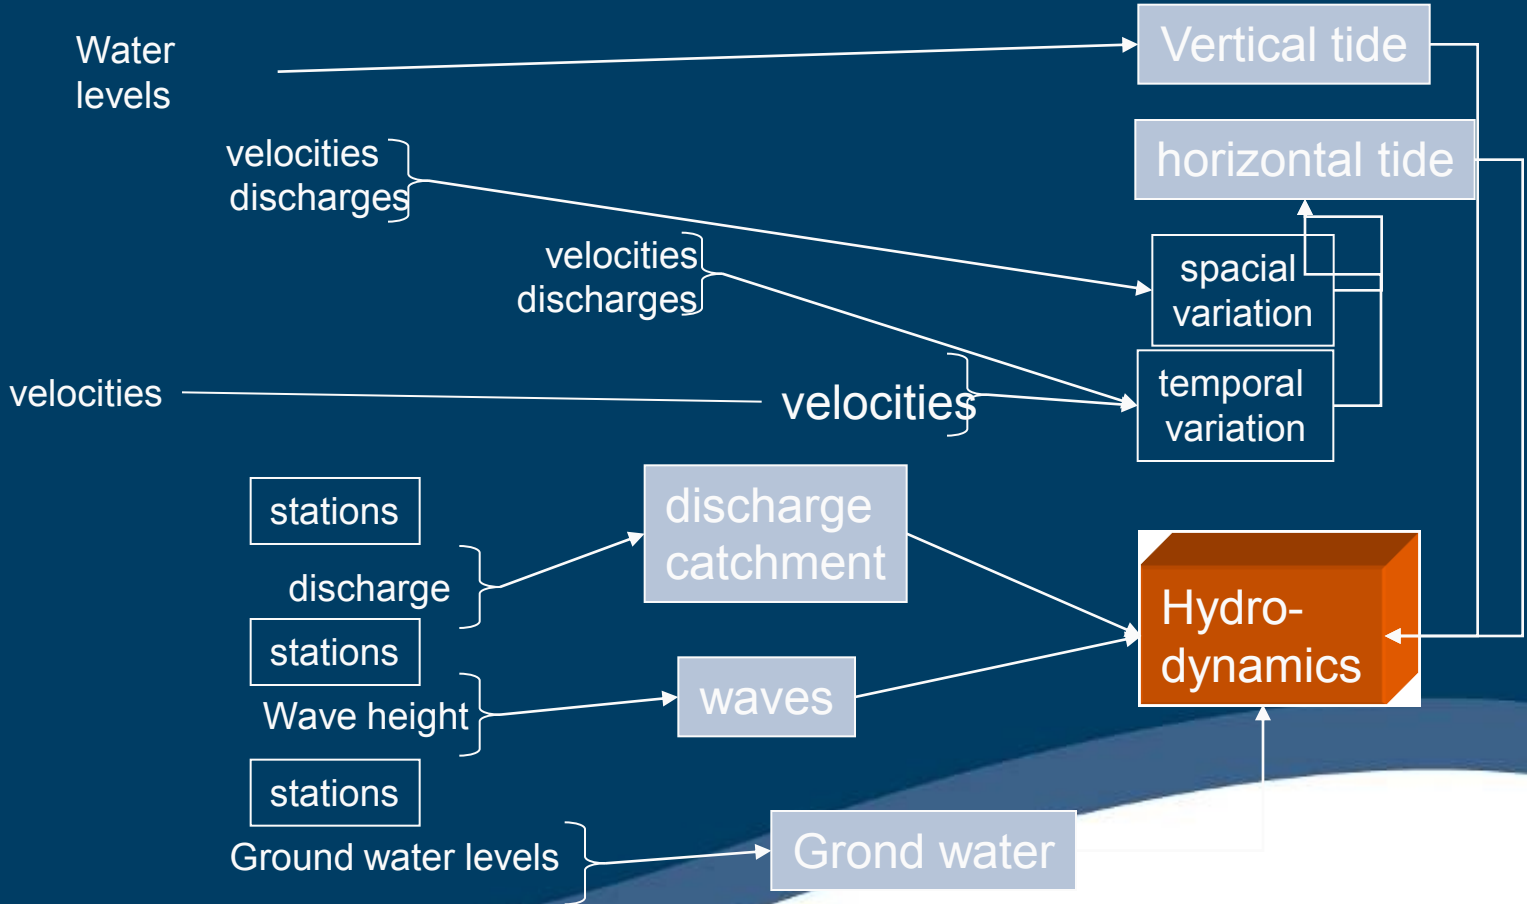 Water
levels
Vertical tide
velocities
discharges
horizontal tide
velocities
discharges
spacial
variation
velocities
velocities
temporal
variation
stations
discharge
discharge
catchment
stations
Wave height
waves
Hydro-
dynamics
stations
Ground water levels
Grond water